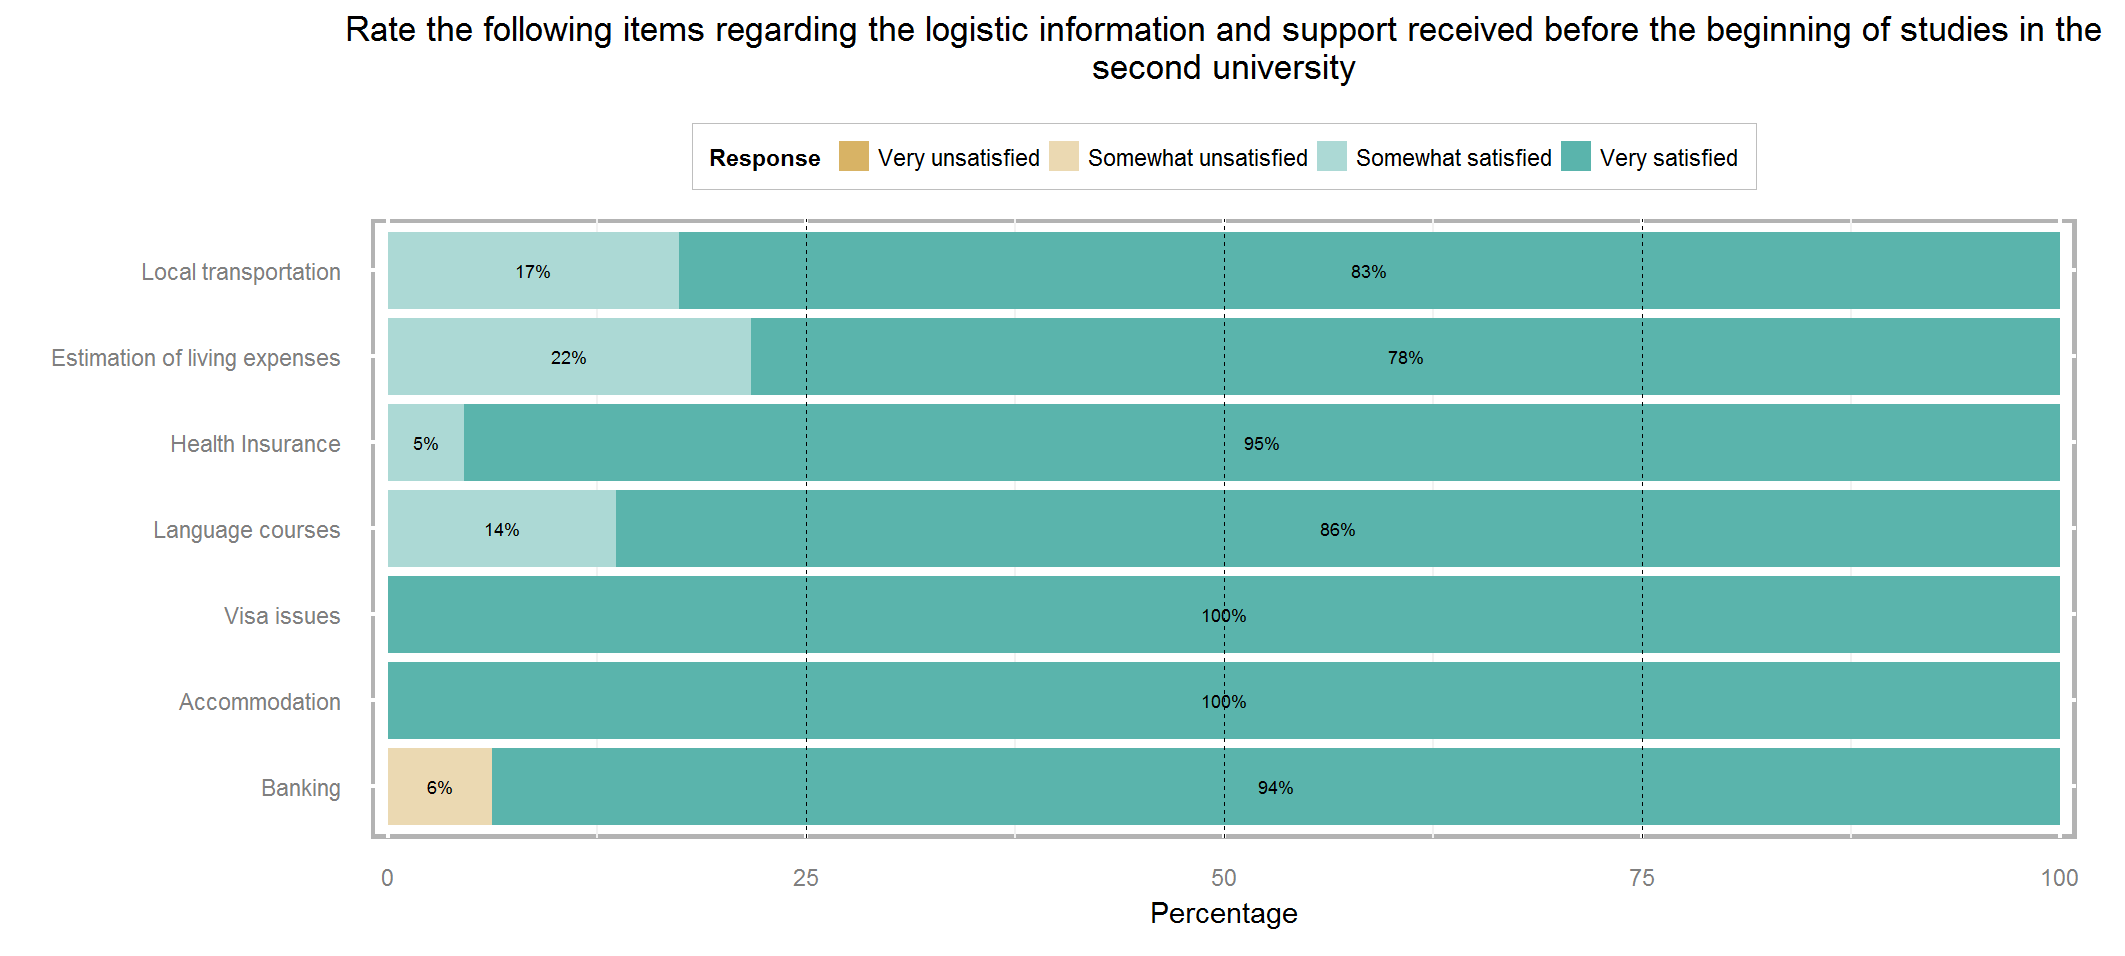 Rate the following items regarding the logistic information and support received before the beginning of studies in the
second university
Response Very unsatisfied Somewhat unsatisfied Somewhat satisfied Very satisfied
Local transportation 17% 83%
Estimation of living expenses 22% 78%
Health Insurance 5% 95%
Language courses 14% 86%
Visa issues 100%
Accommodation 100%
Banking 6% 94%
0 25 50 75 100
Percentage